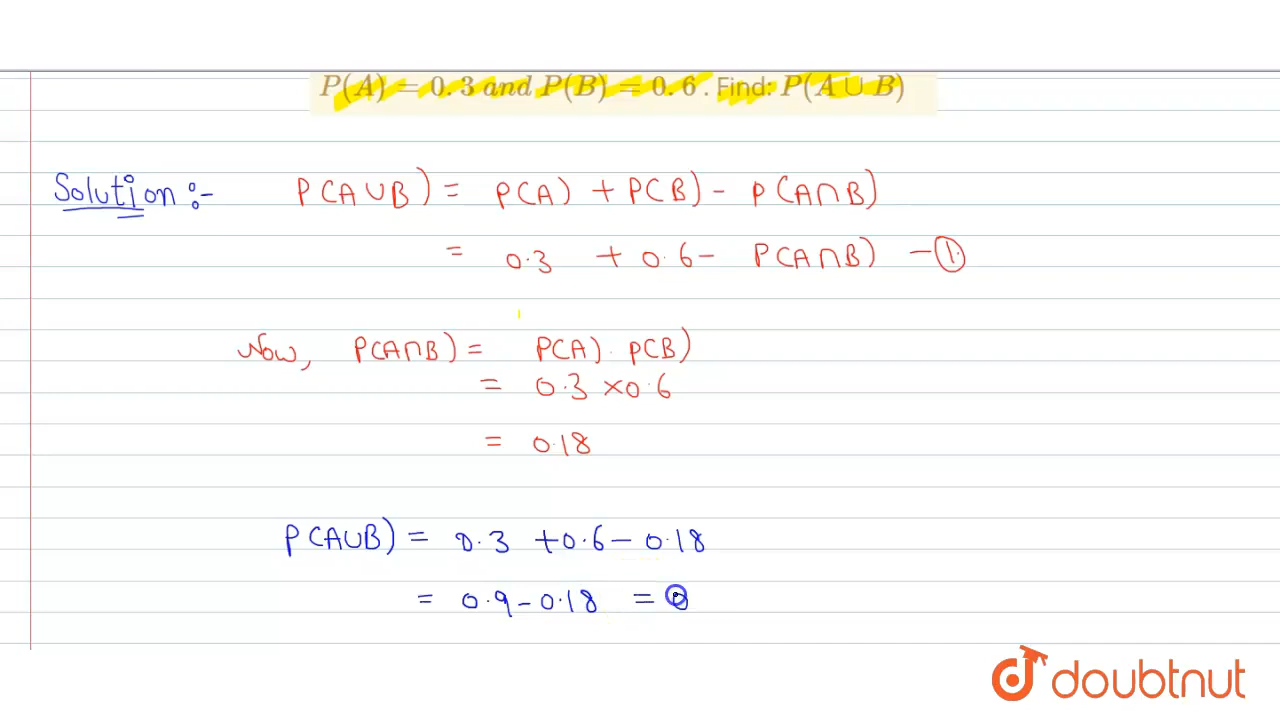 P(A) = 0.3 and P(B) = 0.6 . Find: P(A ∪ B)
Solution :- P(A∪B) = P(A) + P(B) - P(A∩B)
= 0.3 + 0.6 - P(A∩B) - ①.
Now, P(A∩B) = P(A) . P(B)
= 0.3 × 0.6
= 0.18
P(A∪B) = 0.3 + 0.6 - 0.18
= 0.9 - 0.18 = 0
doubtnut